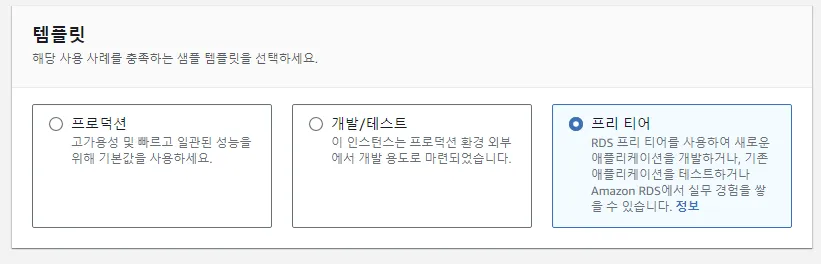 템플릿
해당 사용 사례를 충족하는 샘플 템플릿을 선택하세요.
프로덕션
고가용성 및 빠르고 일관된 성능을
위해 기본값을 사용하세요.
개발/테스트
이 인스턴스는 프로덕션 환경 외부
에서 개발 용도로 마련되었습니다.
프리 티어
RDS 프리 티어를 사용하여 새로운
애플리케이션을 개발하거나, 기존
애플리케이션을 테스트하거나
Amazon RDS에서 실무 경험을 쌓
을 수 있습니다. 정보